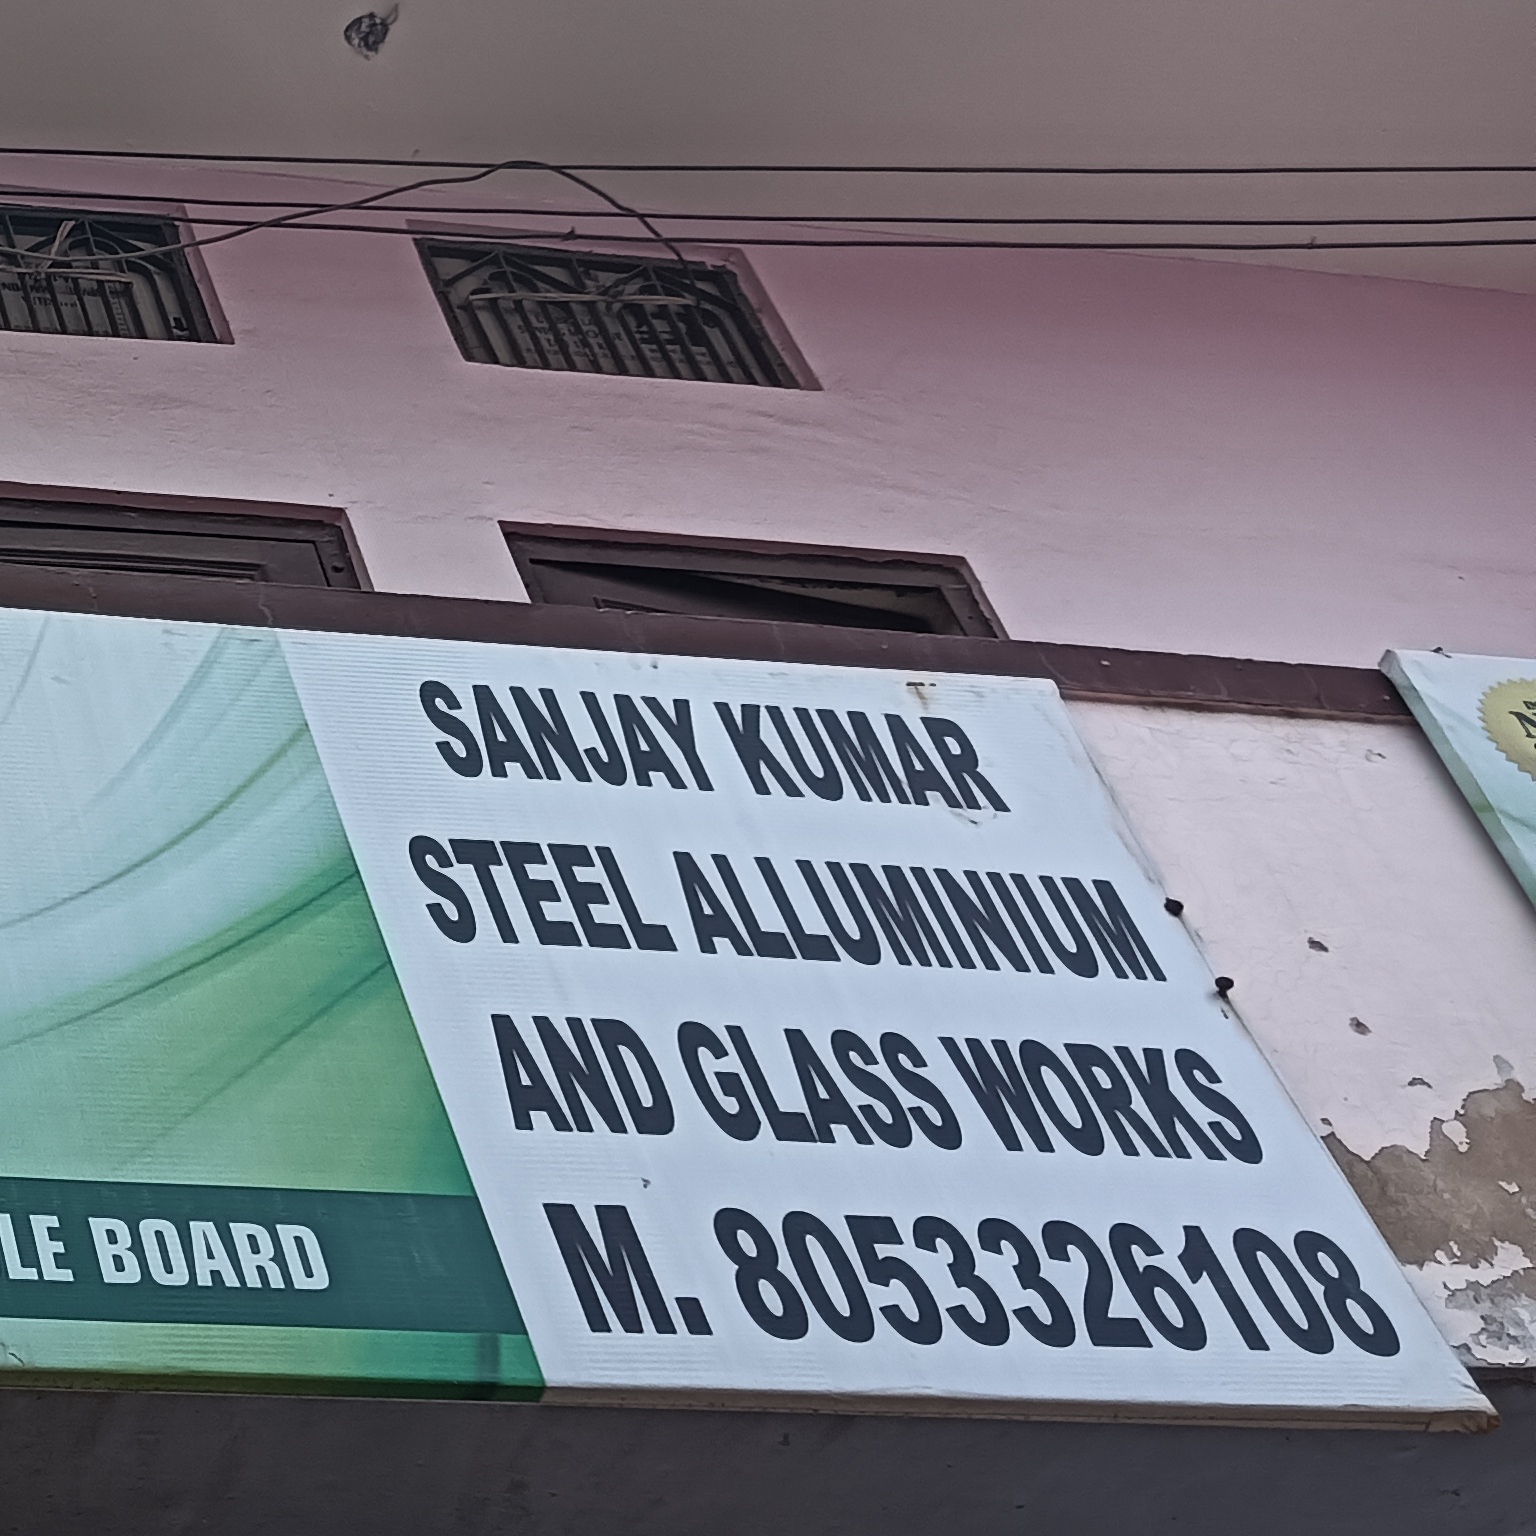 SANJAY KUMAR
STEEL ALLUMINIUM
AND GLASS WORKS
M. 8053326108
LE BOARD